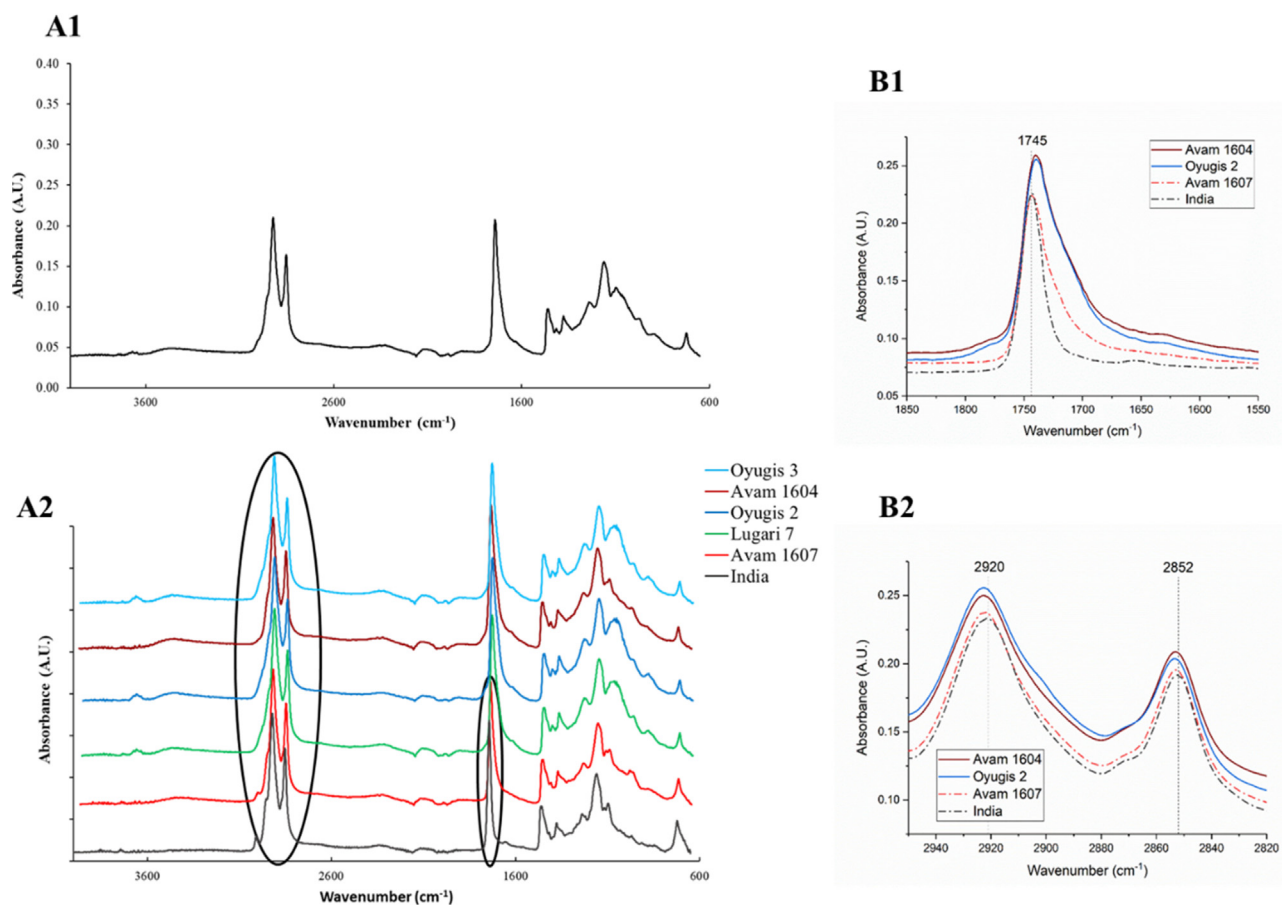 A1
0.40
0.35
0.30
0.25
0.20
0.15
0.10
0.05
0.00
Absorbance (A.U.)
3600 2600 1600 600
Wavenumber (cm-1)
B1
1745
Avam 1604
Oyugis 2
Avam 1607
India
0.25
0.20
0.15
0.10
0.05
Absorbance (A.U.)
1850 1800 1750 1700 1650 1600 1550
Wavenumber (cm-1)
A2
Oyugis 3
Avam 1604
Oyugis 2
Lugari 7
Avam 1607
India
Absorbance (A.U.)
3600 2600 1600 600
Wavenumber (cm-1)
B2
2920 2852
0.25
0.20
0.15
0.10
Absorbance (A.U.)
Avam 1604
Oyugis 2
Avam 1607
India
2940 2920 2900 2880 2860 2840 2820
Wavenumber (cm-1)